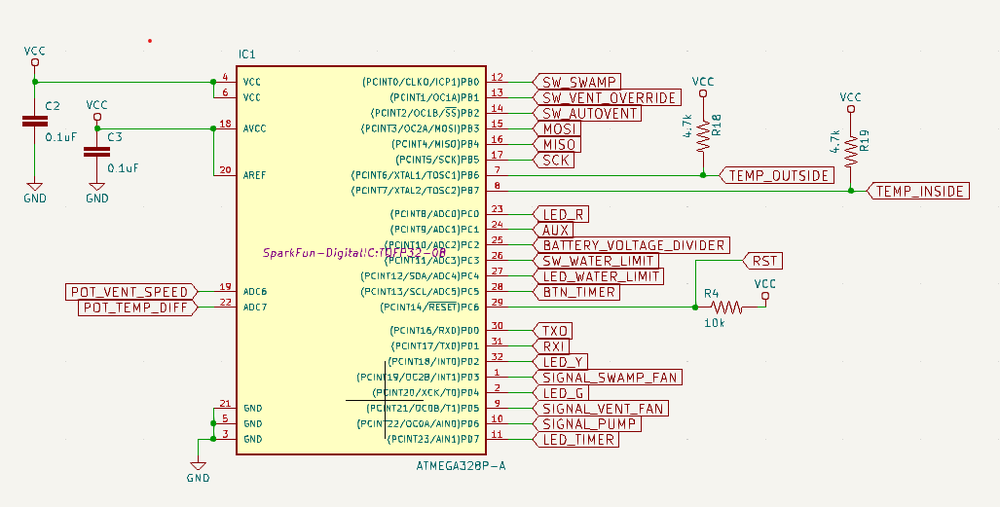 IC1
VCC
C2
0.1uF
GND
VCC
C3
0.1uF
GND
4 VCC
6 VCC
18 AVCC
20 AREF
POT_VENT_SPEED 19 ADC6
POT_TEMP_DIFF 22 ADC7
21 GND
5 GND
3 GND
GND
(PCINT0/CLKO/ICP1)PB0 12 SW_SWAMP
(PCINT1/OC1A)PB1 13 SW_VENT_OVERRIDE
(PCINT2/OC1B/SS)PB2 14 SW_AUTOVENT
(PCINT3/OC2A/MOSI)PB3 15 MOSI
(PCINT4/MISO)PB4 16 MISO
(PCINT5/SCK)PB5 17 SCK
(PCINT6/XTAL1/TOSC1)PB6 7 TEMP_OUTSIDE
(PCINT7/XTAL2/TOSC2)PB7 8 TEMP_INSIDE
(PCINT8/ADC0)PC0 23 LED_R
(PCINT9/ADC1)PC1 24 AUX
(PCINT10/ADC2)PC2 25 BATTERY_VOLTAGE_DIVIDER
SparkFun-DigitalIC:TQFP32-08
(PCINT11/ADC3)PC3 26 SW_WATER_LIMIT
(PCINT12/SDA/ADC4)PC4 27 LED_WATER_LIMIT
(PCINT13/SCL/ADC5)PC5 28 BTN_TIMER
(PCINT14/RESET)PC6 29
(PCINT16/RXD)PD0 30 TXO
(PCINT17/TXD)PD1 31 RXI
(PCINT18/INT0)PD2 32 LED_Y
(PCINT19/OC2B/INT1)PD3 1 SIGNAL_SWAMP_FAN
(PCINT20/XCK/T0)PD4 2 LED_G
(PCINT21/OC0B/T1)PD5 9 SIGNAL_VENT_FAN
(PCINT22/OC0A/AIN0)PD6 10 SIGNAL_PUMP
(PCINT23/AIN1)PD7 11 LED_TIMER
ATMEGA328P-A
VCC
4.7k
R18
VCC
4.7k
R19
RST
R4
VCC
10k